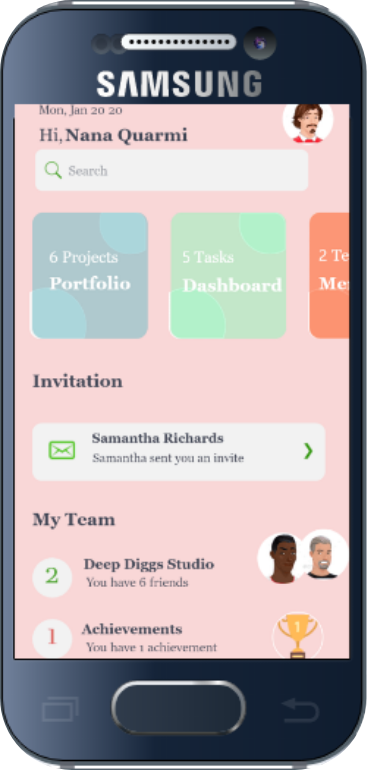 SAMSUNG
Mon, Jan 20 20
Hi, Nana Quarmi
Search
6 Projects
Portfolio
5 Tasks
Dashboard
2 Te
Me
Invitation
Samantha Richards
Samantha sent you an invite
My Team
2
Deep Diggs Studio
You have 6 friends
1
Achievements
You have 1 achievement
1